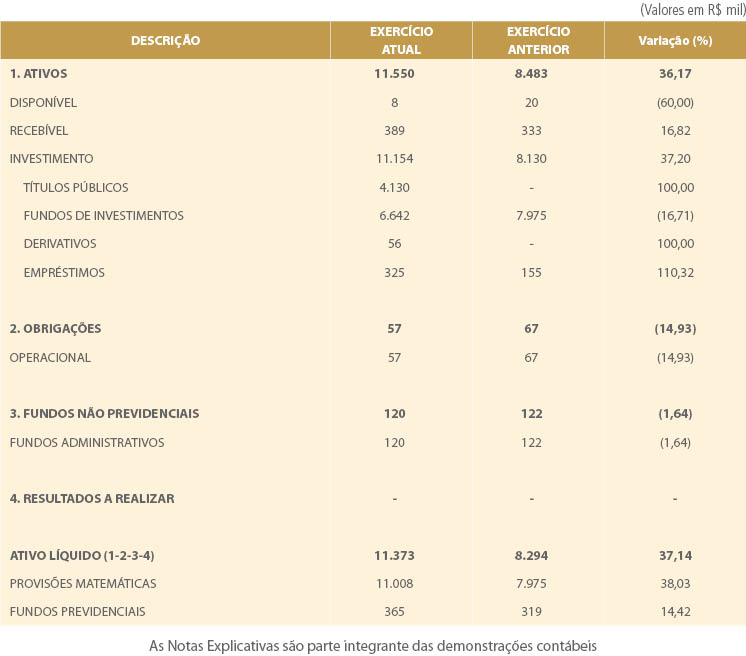 (Valores em R$ mil)
DESCRIÇÃO EXERCÍCIO ATUAL EXERCÍCIO ANTERIOR Variação (%)
1. ATIVOS 11.550 8.483 36,17
DISPONÍVEL 8 20 (60,00)
RECEBÍVEL 389 333 16,82
INVESTIMENTO 11.154 8.130 37,20
TÍTULOS PÚBLICOS 4.130 - 100,00
FUNDOS DE INVESTIMENTOS 6.642 7.975 (16,71)
DERIVATIVOS 56 - 100,00
EMPRÉSTIMOS 325 155 110,32
2. OBRIGAÇÕES 57 67 (14,93)
OPERACIONAL 57 67 (14,93)
3. FUNDOS NÃO PREVIDENCIAIS 120 122 (1,64)
FUNDOS ADMINISTRATIVOS 120 122 (1,64)
4. RESULTADOS A REALIZAR - - -
ATIVO LÍQUIDO (1-2-3-4) 11.373 8.294 37,14
PROVISÕES MATEMÁTICAS 11.008 7.975 38,03
FUNDOS PREVIDENCIAIS 365 319 14,42
As Notas Explicativas são parte integrante das demonstrações contábeis